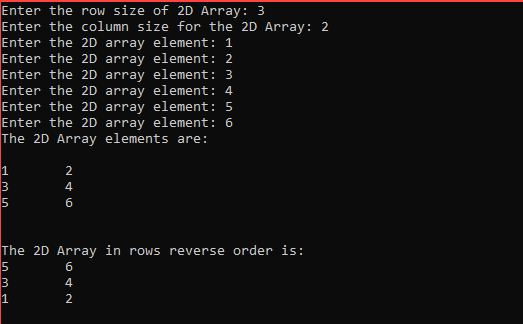 Enter the row size of 2D Array: 3
Enter the column size for the 2D Array: 2
Enter the 2D array element: 1
Enter the 2D array element: 2
Enter the 2D array element: 3
Enter the 2D array element: 4
Enter the 2D array element: 5
Enter the 2D array element: 6
The 2D Array elements are:
1 2
3 4
5 6
The 2D Array in rows reverse order is:
5 6
3 4
1 2